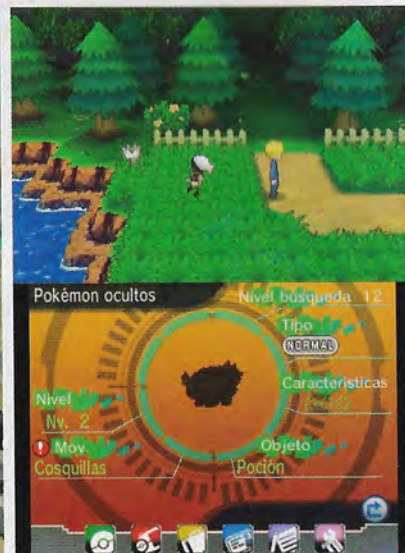 Pokémon ocultos
Nivel búsqueda 12
Tipo
NORMAL
Características
Nivel
Nv. 2
Mov.
Cosquillas
Objeto
Poción